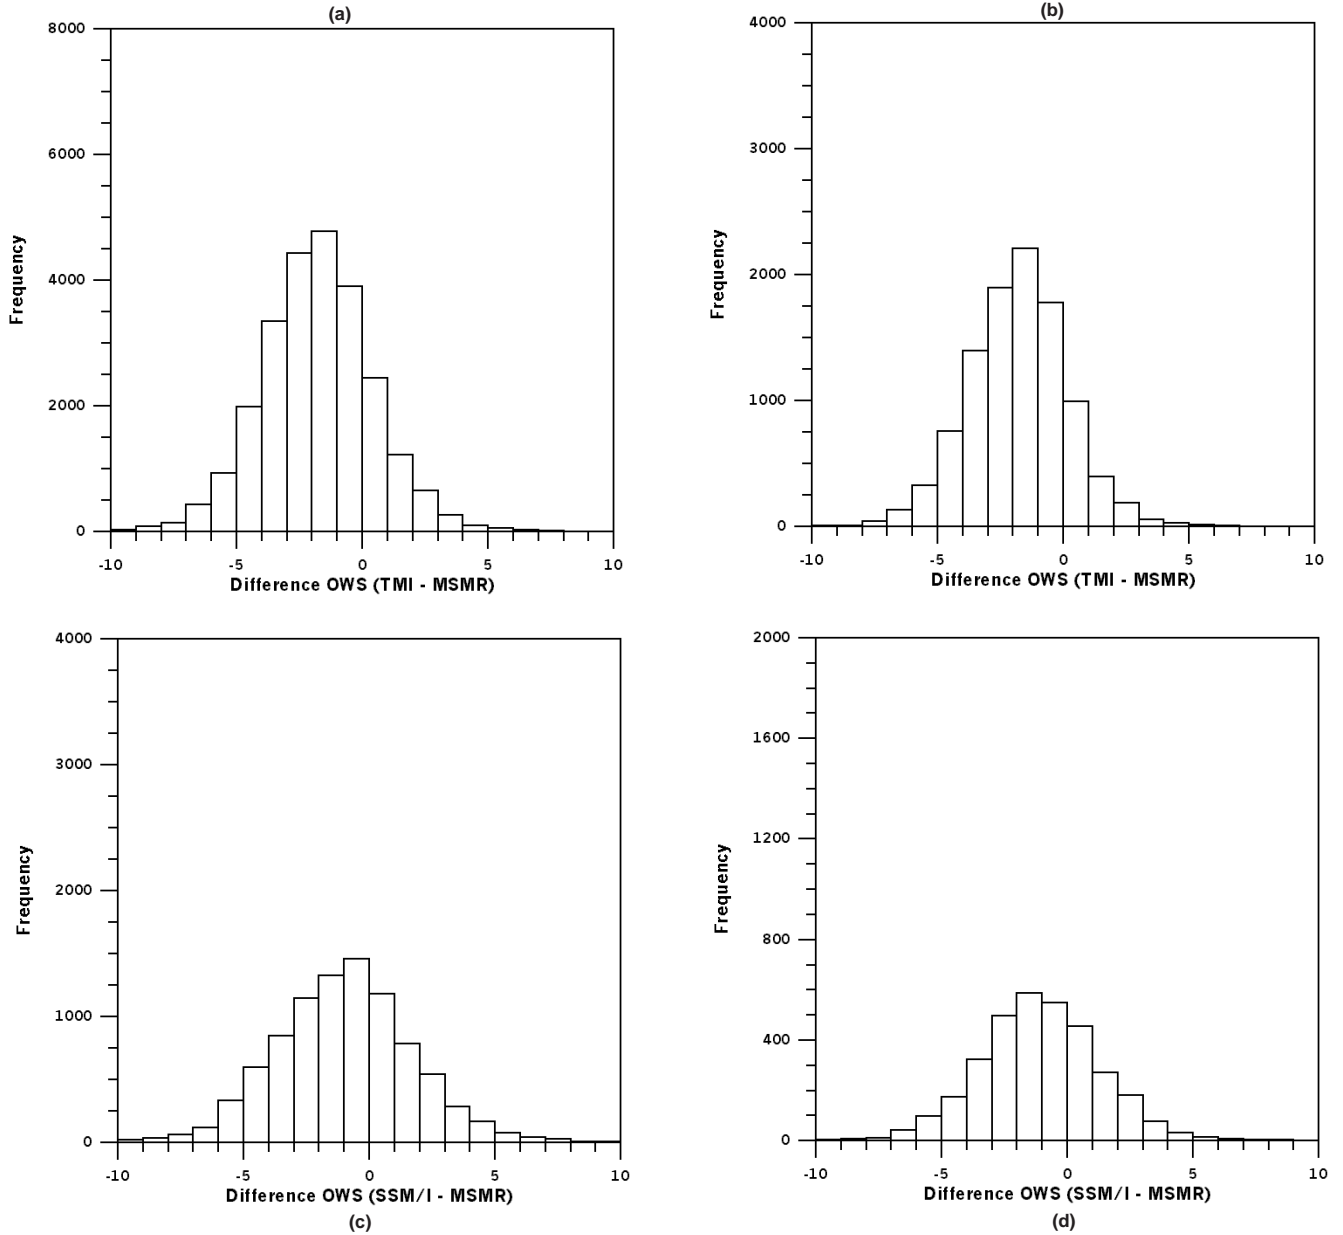 (a)
8000
6000
4000
2000
0
Frequency
-10 -5 0 5 10
Difference OWS (TMI - MSMR)
(b)
4000
3000
2000
1000
0
Frequency
-10 -5 0 5 10
Difference OWS (TMI - MSMR)
4000
3000
2000
1000
0
Frequency
-10 -5 0 5 10
Difference OWS (SSM/I - MSMR)
(c)
2000
1600
1200
800
400
0
Frequency
-10 -5 0 5 10
Difference OWS (SSM/I - MSMR)
(d)